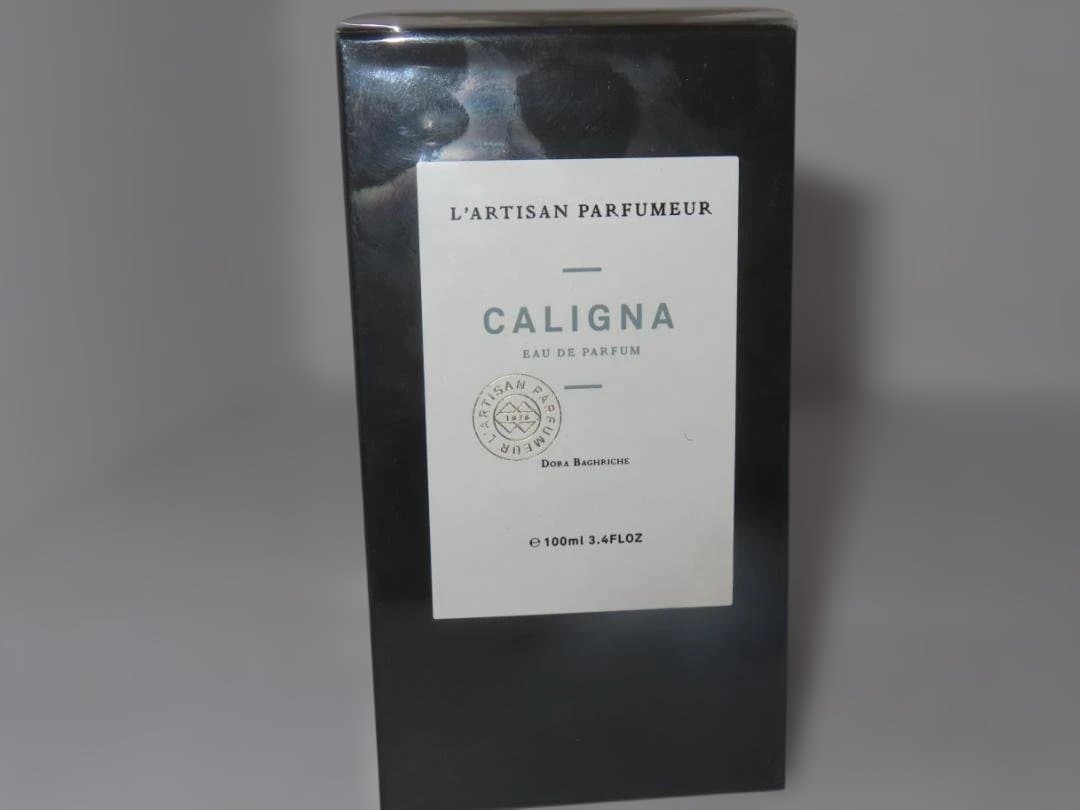 L'ARTISAN PARFUMEUR
CALIGNA
EAU DE PARFUM
L'ARTISAN PARFUMEUR
1976
DORA BAGHRICHE
℮ 100ml 3.4FLOZ